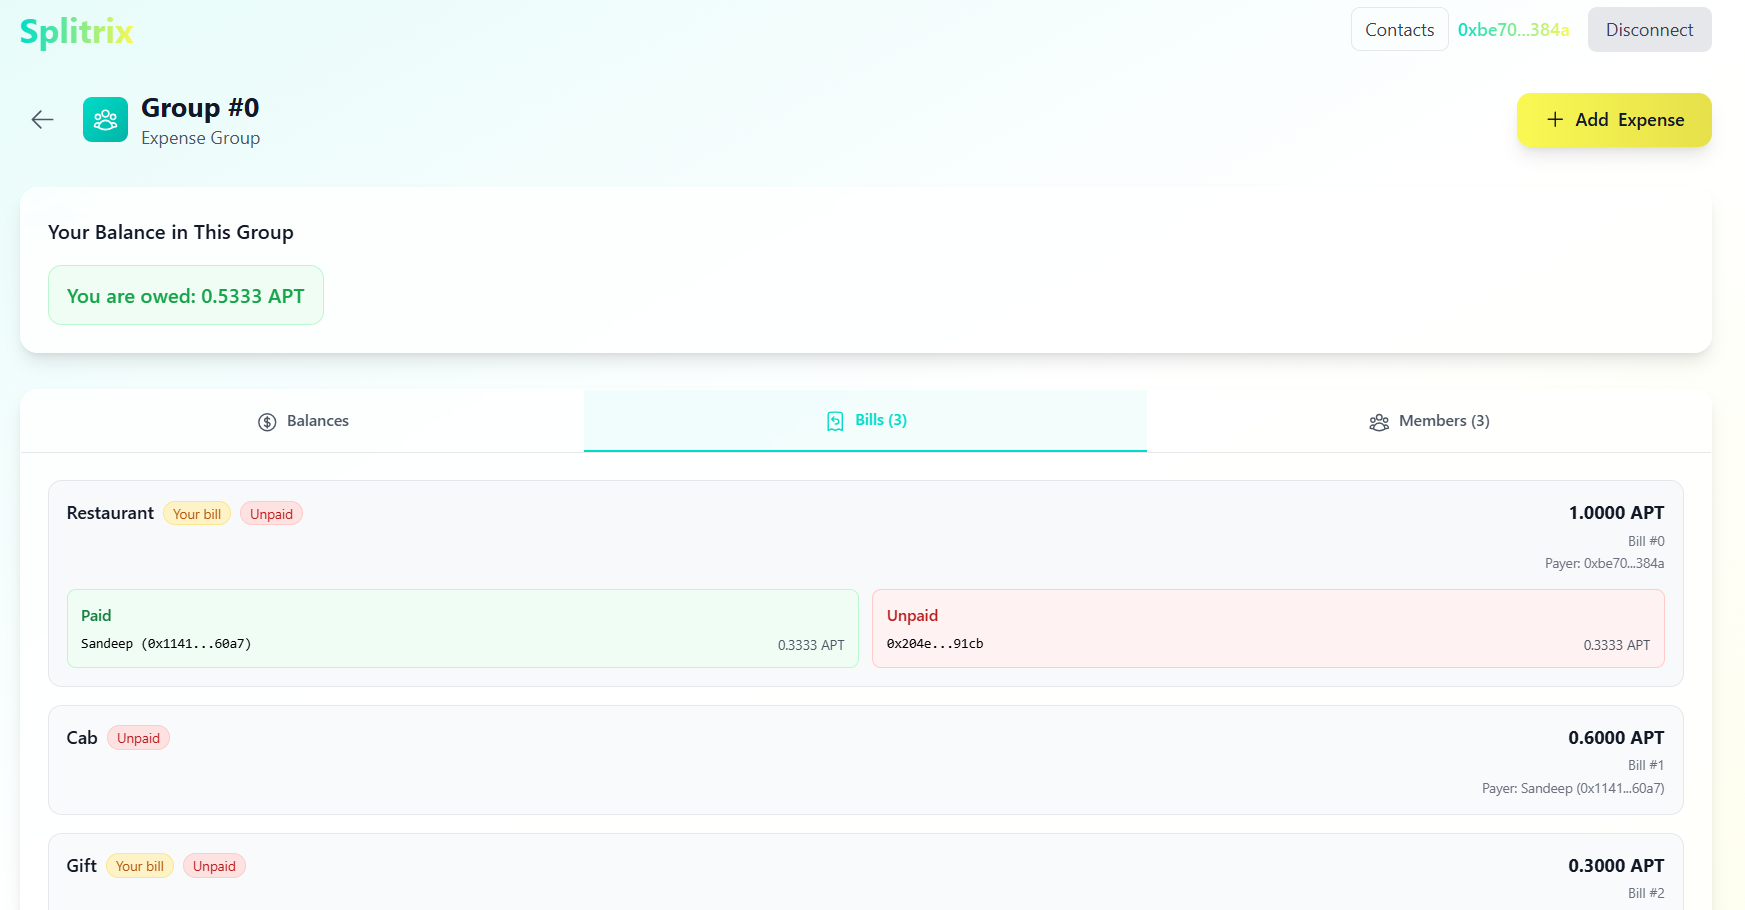 Splitrix
Contacts 0xbe70...384a Disconnect
Group #0
Expense Group
Add Expense
Your Balance in This Group
You are owed: 0.5333 APT
Balances
Bills (3)
Members (3)
Restaurant Your bill Unpaid
1.0000 APT
Bill #0
Payer: 0xbe70...384a
Paid
Sandeep (0x1141...60a7) 0.3333 APT
Unpaid
0x204e...91cb 0.3333 APT
Cab Unpaid
0.6000 APT
Bill #1
Payer: Sandeep (0x1141...60a7)
Gift Your bill Unpaid
0.3000 APT
Bill #2